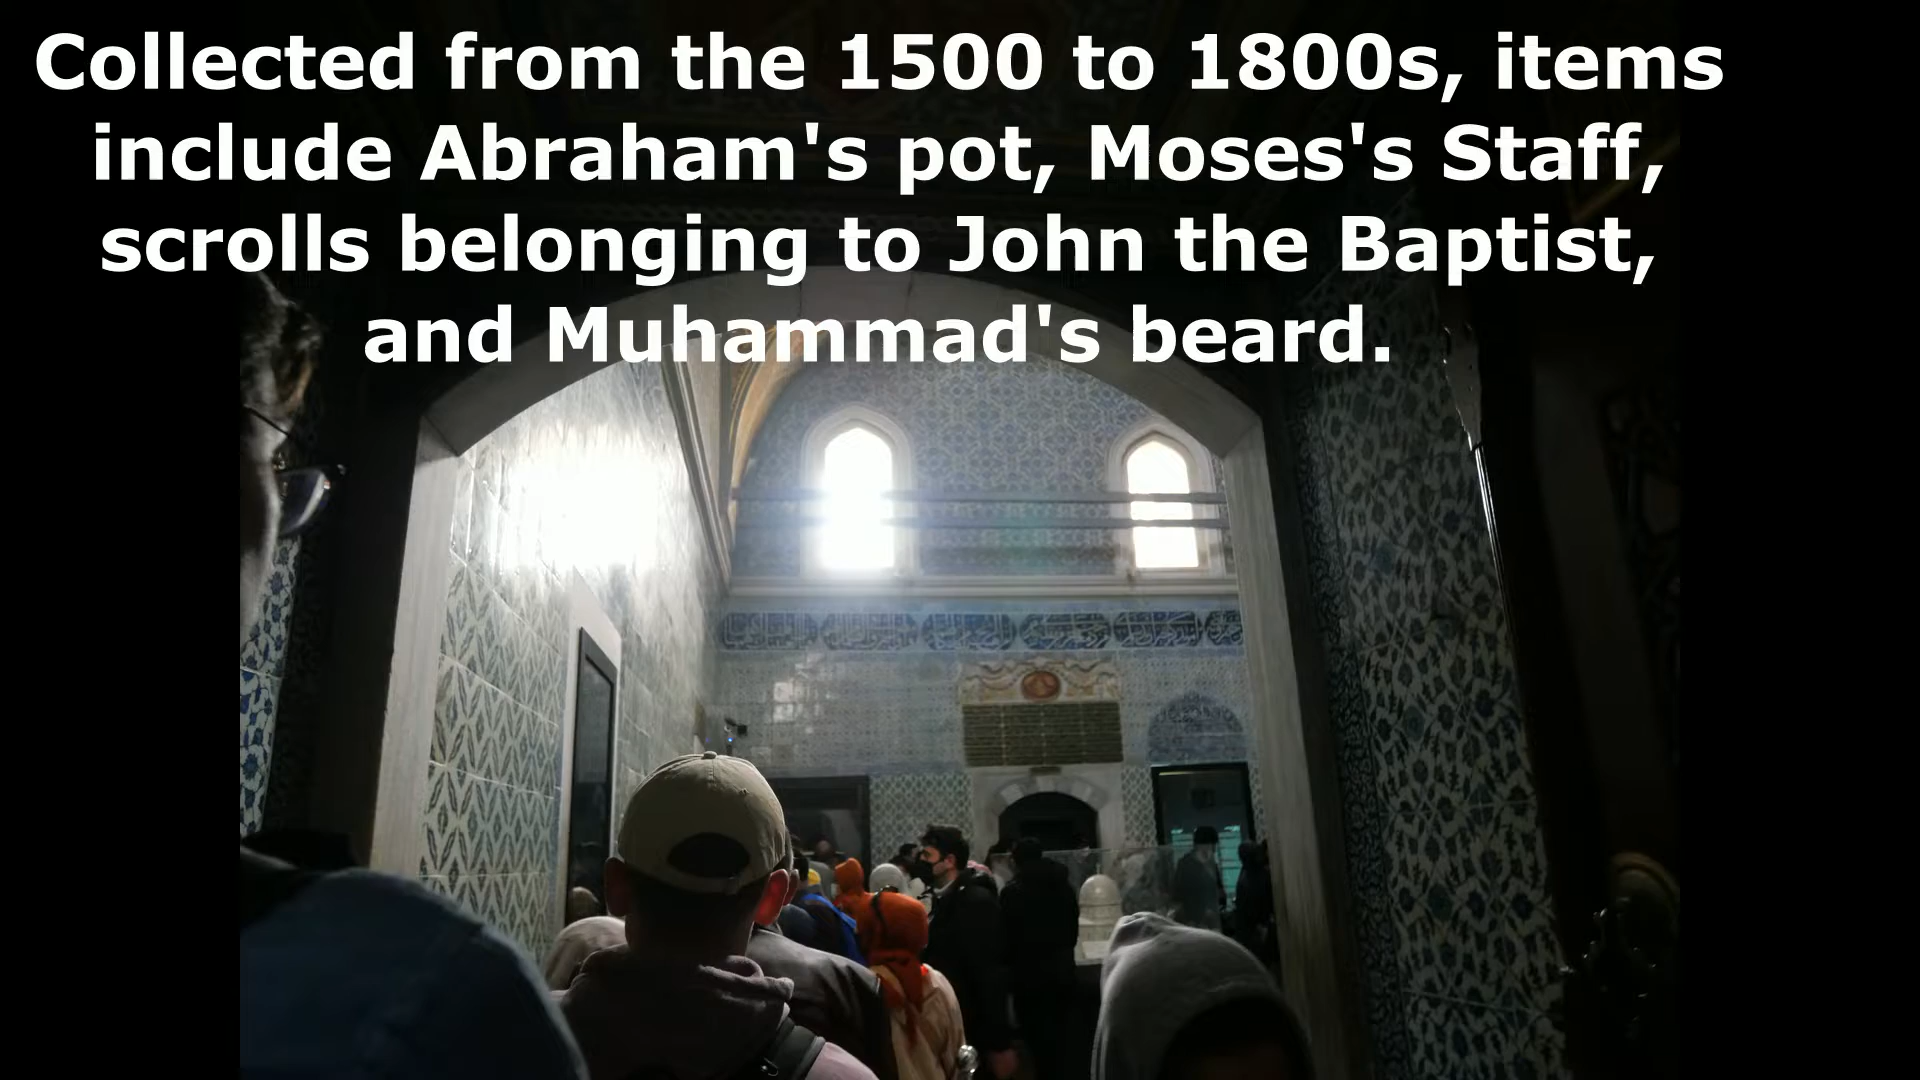 Collected from the 1500 to 1800s, items
include Abraham's pot, Moses's Staff,
scrolls belonging to John the Baptist,
and Muhammad's beard.